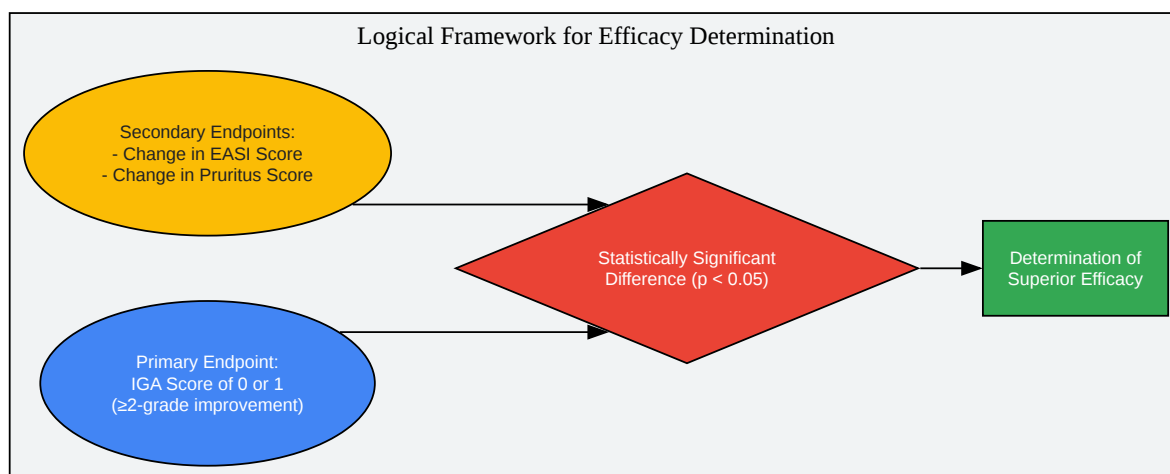 Logical Framework for Efficacy Determination
Secondary Endpoints:
- Change in EASI Score
- Change in Pruritus Score
Statistically Significant
Difference (p < 0.05)
Determination of
Superior Efficacy
Primary Endpoint:
IGA Score of 0 or 1
(≥2-grade improvement)